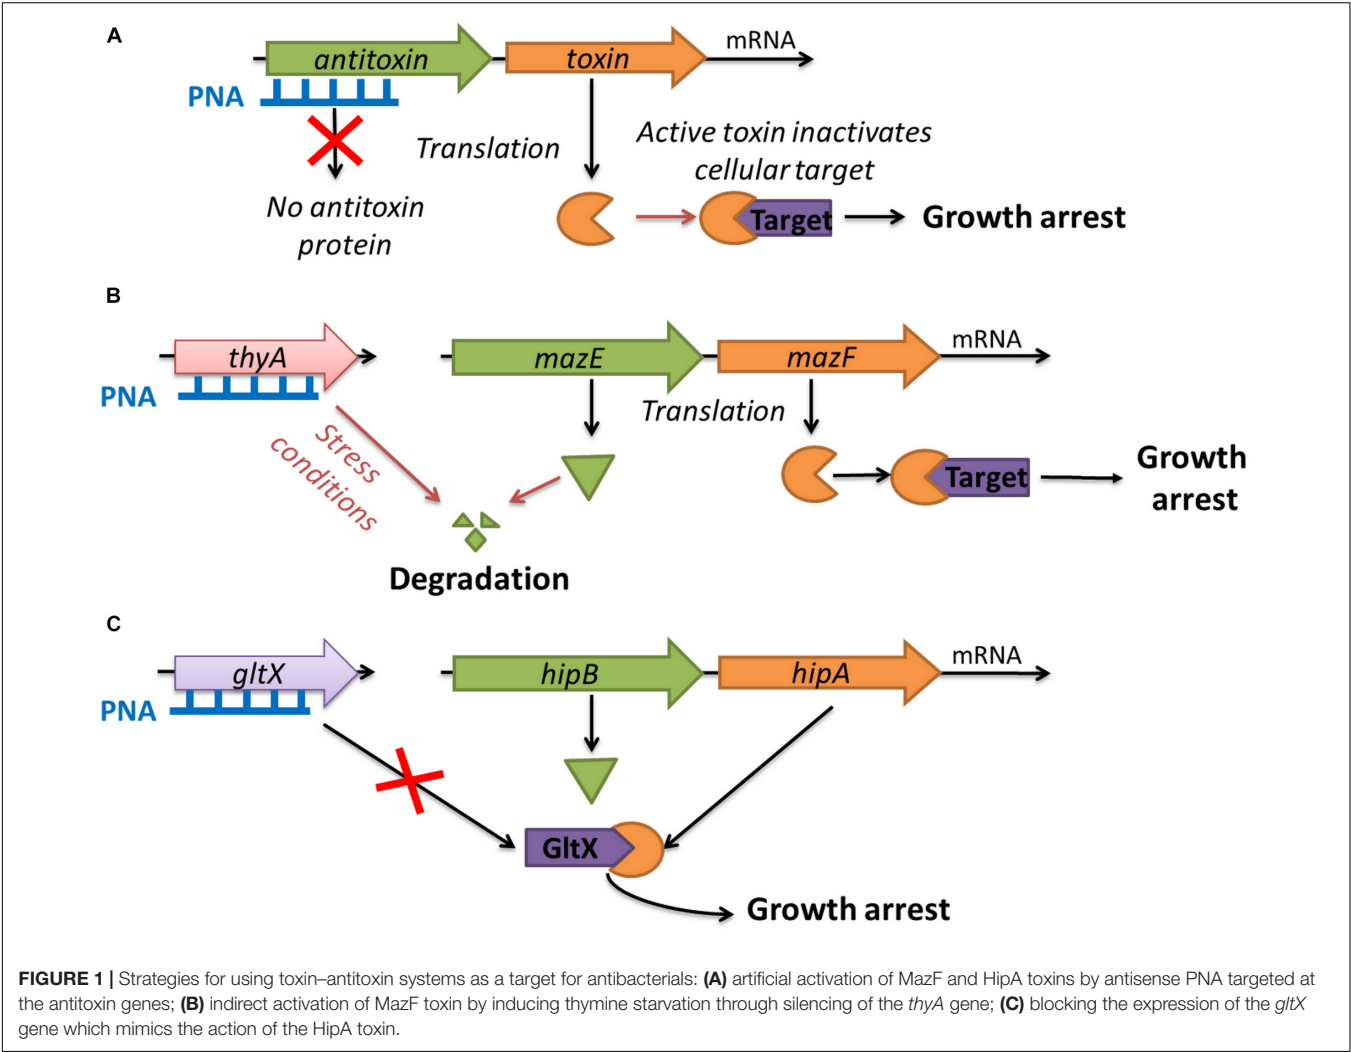 A
antitoxin
toxin
mRNA
PNA
Translation
Active toxin inactivates
cellular target
No antitoxin
protein
Target
Growth arrest
B
thyA
mazE
mazF
mRNA
PNA
Translation
Stress
conditions
Target
Growth
arrest
Degradation
C
gltX
hipB
hipA
mRNA
PNA
GltX
Growth arrest
FIGURE 1 | Strategies for using toxin–antitoxin systems as a target for antibacterials: (A) artificial activation of MazF and HipA toxins by antisense PNA targeted at
the antitoxin genes; (B) indirect activation of MazF toxin by inducing thymine starvation through silencing of the thyA gene; (C) blocking the expression of the gltX
gene which mimics the action of the HipA toxin.